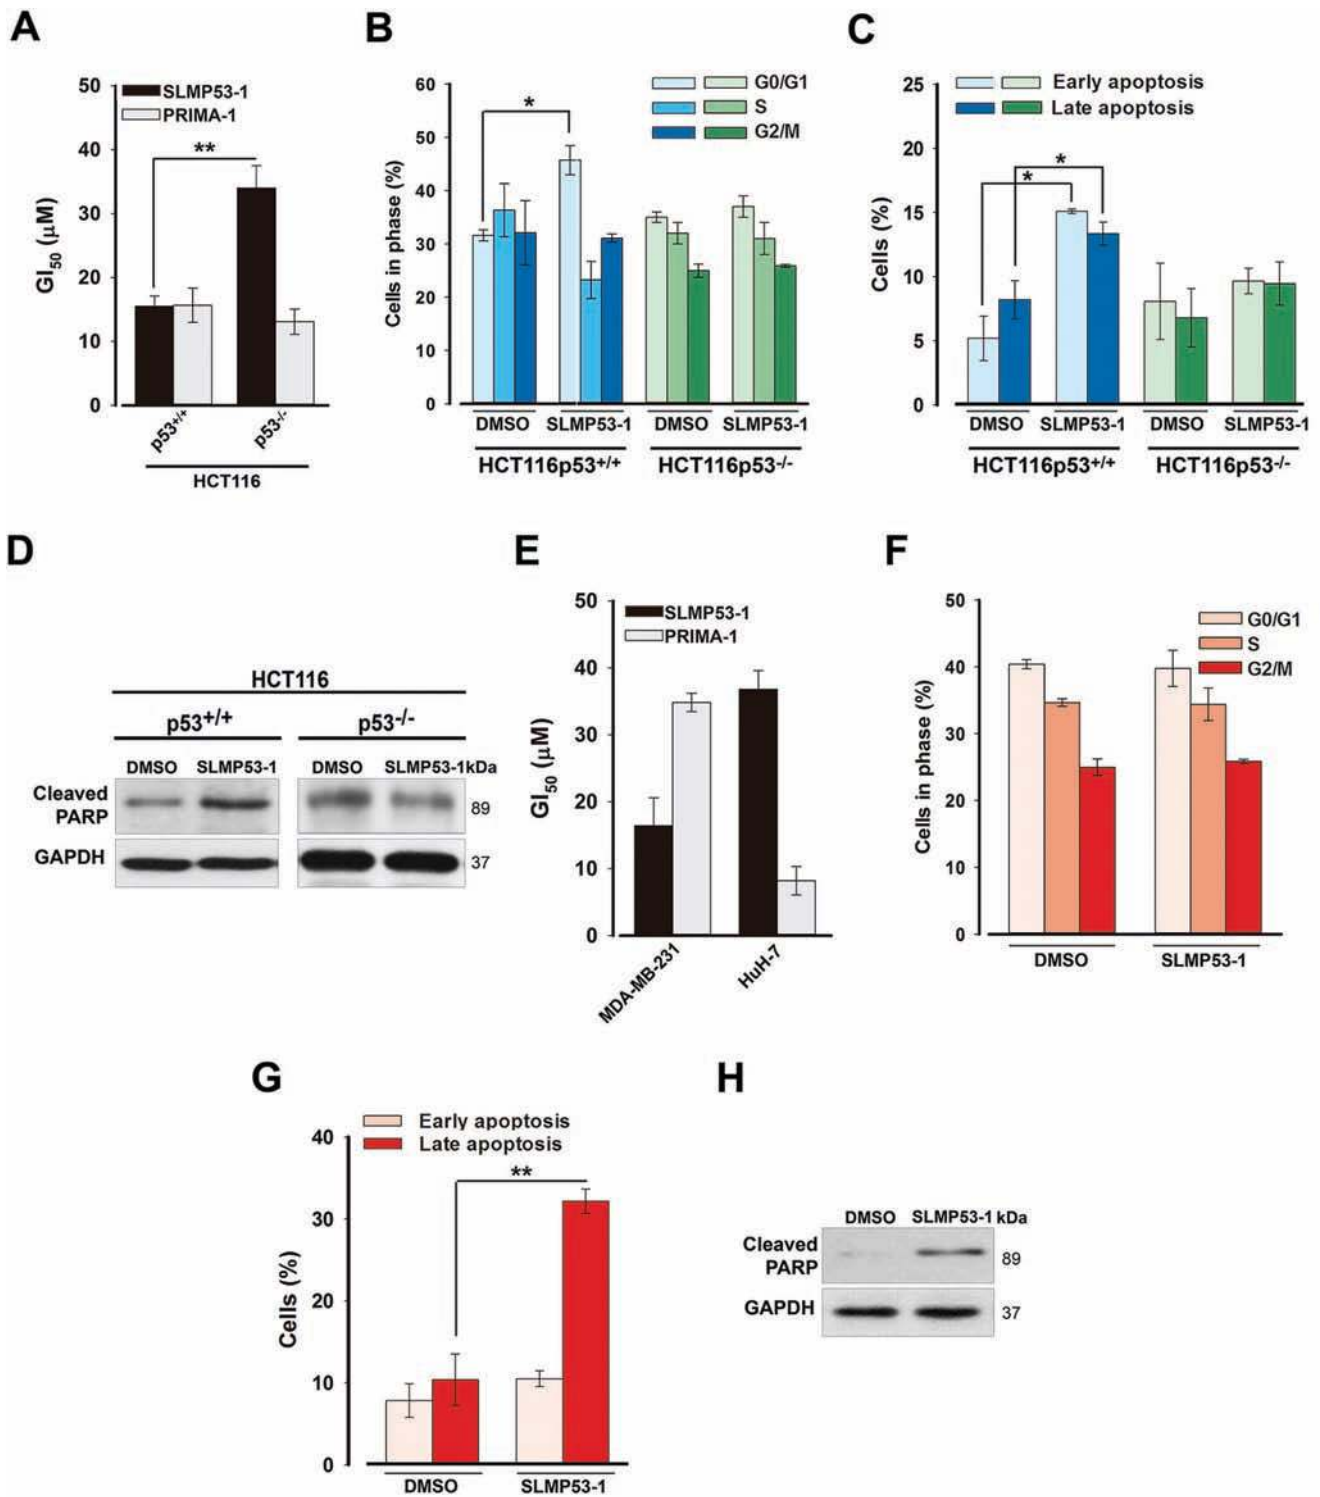 A
50
40
30
20
10
0
GI50 (µM)
SLMP53-1
PRIMA-1
**
p53+/+
p53-/-
HCT116
B
60
50
40
30
20
10
0
Cells in phase (%)
G0/G1
S
G2/M
*
DMSO SLMP53-1 DMSO SLMP53-1
HCT116p53+/+ HCT116p53-/-
C
25
20
15
10
5
0
Cells (%)
Early apoptosis
Late apoptosis
*
*
DMSO SLMP53-1 DMSO SLMP53-1
HCT116p53+/+ HCT116p53-/-
D
HCT116
p53+/+ p53-/-
DMSO SLMP53-1 DMSO SLMP53-1 kDa
Cleaved
PARP
89
GAPDH
37
E
50
40
30
20
10
0
GI50 (µM)
SLMP53-1
PRIMA-1
MDA-MB-231
HuH-7
F
50
40
30
20
10
0
Cells in phase (%)
G0/G1
S
G2/M
DMSO SLMP53-1
G
40
30
20
10
0
Cells (%)
Early apoptosis
Late apoptosis
**
DMSO SLMP53-1
H
DMSO SLMP53-1 kDa
Cleaved
PARP
89
GAPDH
37